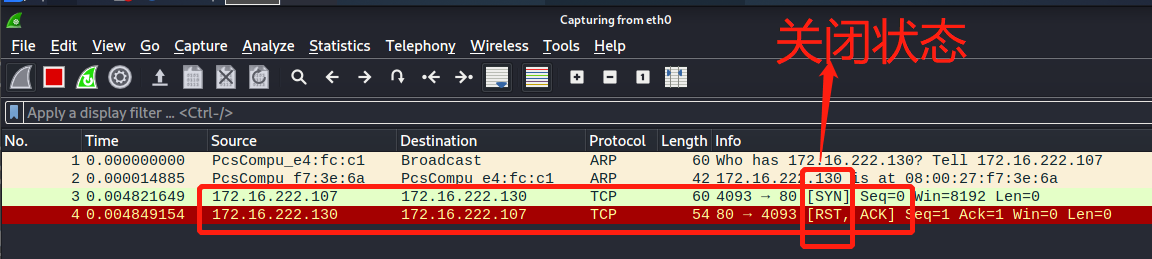 Capturing from eth0
File Edit View Go Capture Analyze Statistics Telephony Wireless Tools Help
关闭状态
Apply a display filter ... <Ctrl-/>
No. Time Source Destination Protocol Length Info
1 0.000000000 PcsCompu_e4:fc:c1 Broadcast ARP 60 Who has 172.16.222.130? Tell 172.16.222.107
2 0.000014885 PcsCompu_f7:3e:6a PcsCompu_e4:fc:c1 ARP 42 172.16.222.130 is at 08:00:27:f7:3e:6a
3 0.004821649 172.16.222.107 172.16.222.130 TCP 60 4093 → 80 [SYN] Seq=0 Win=8192 Len=0
4 0.004849154 172.16.222.130 172.16.222.107 TCP 54 80 → 4093 [RST, ACK] Seq=1 Ack=1 Win=0 Len=0